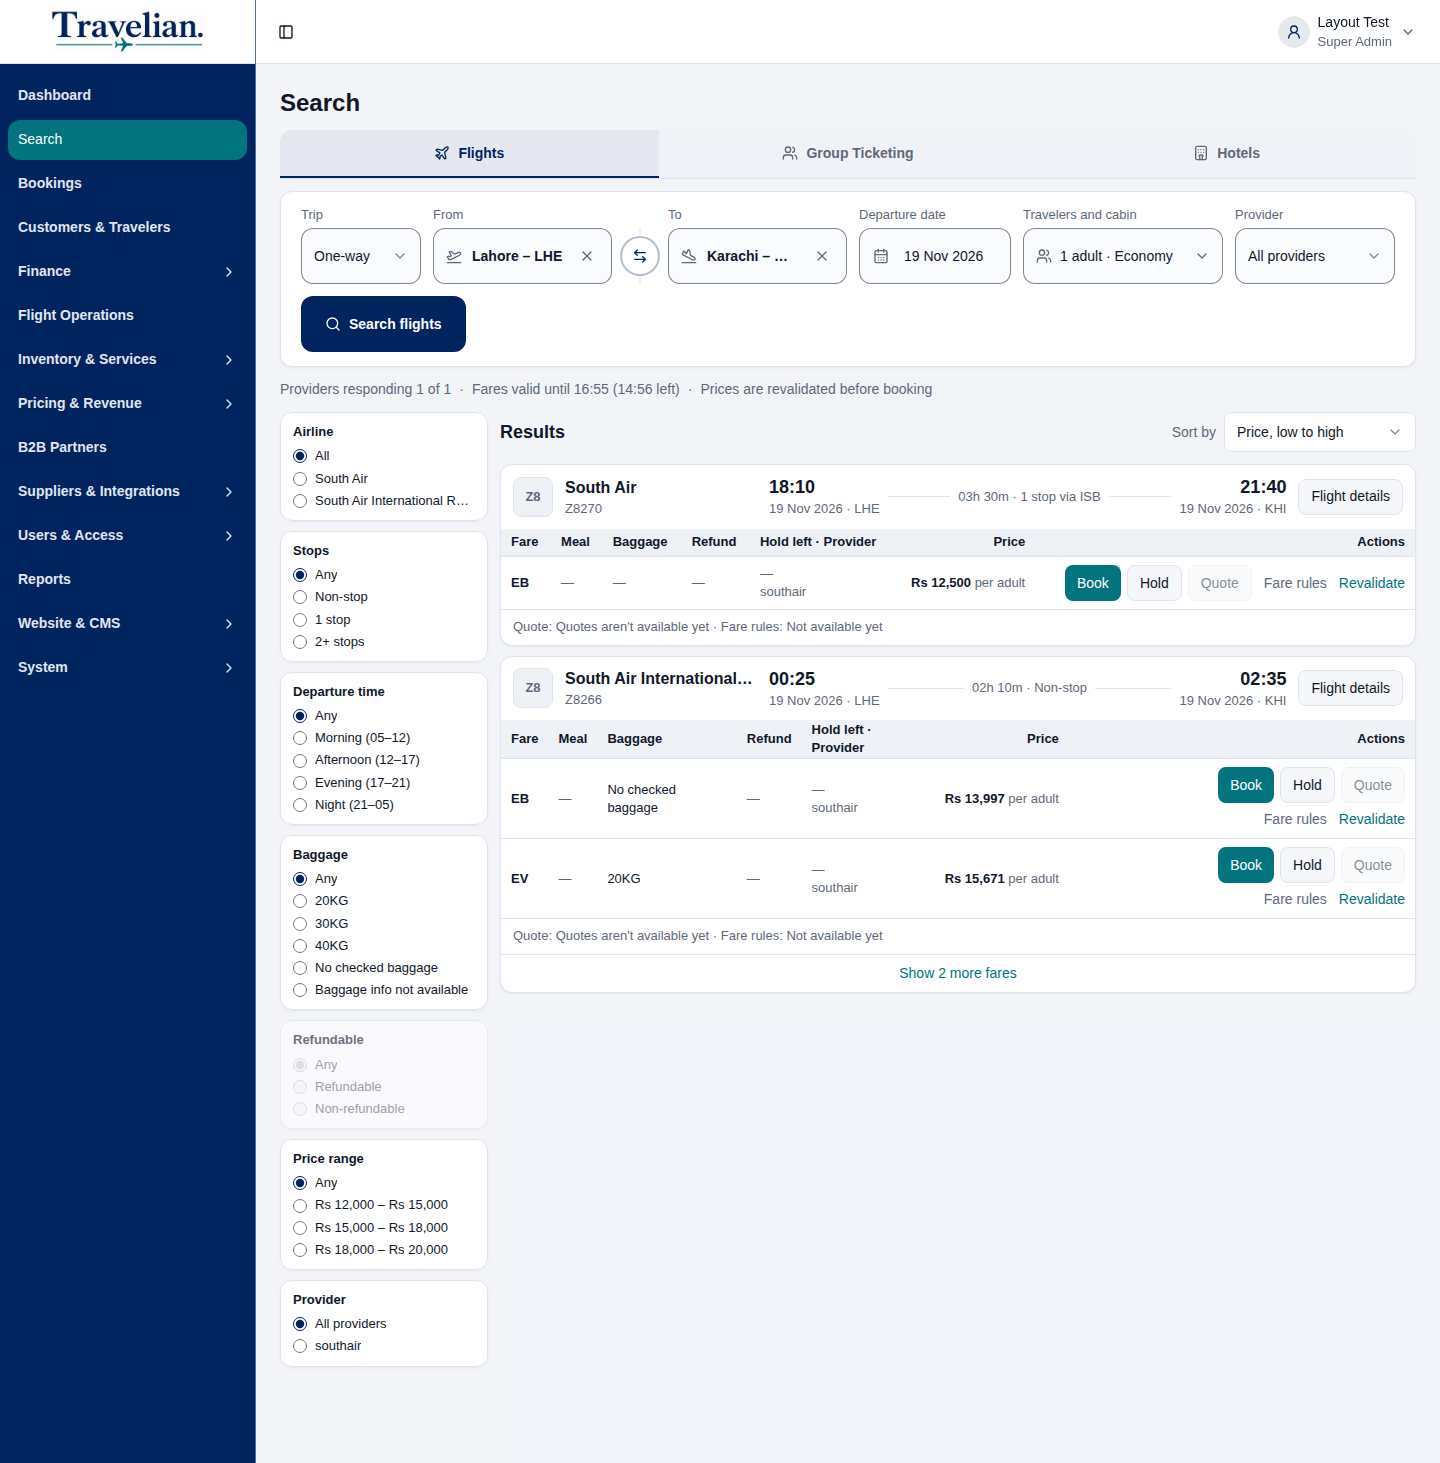 Travelian.
Layout Test
Super Admin
Dashboard
Search
Bookings
Customers & Travelers
Finance
Flight Operations
Inventory & Services
Pricing & Revenue
B2B Partners
Suppliers & Integrations
Users & Access
Reports
Website & CMS
System
Search
Flights
Group Ticketing
Hotels
Trip
From
To
Departure date
Travelers and cabin
Provider
One-way
Lahore – LHE
Karachi – …
19 Nov 2026
1 adult · Economy
All providers
Search flights
Providers responding 1 of 1 · Fares valid until 16:55 (14:56 left) · Prices are revalidated before booking
Airline
All
South Air
South Air International R…
Stops
Any
Non-stop
1 stop
2+ stops
Departure time
Any
Morning (05–12)
Afternoon (12–17)
Evening (17–21)
Night (21–05)
Baggage
Any
20KG
30KG
40KG
No checked baggage
Baggage info not available
Refundable
Any
Refundable
Non-refundable
Price range
Any
Rs 12,000 – Rs 15,000
Rs 15,000 – Rs 18,000
Rs 18,000 – Rs 20,000
Provider
All providers
southair
Results
Sort by
Price, low to high
Z8
South Air
Z8270
18:10
19 Nov 2026 · LHE
03h 30m · 1 stop via ISB
21:40
19 Nov 2026 · KHI
Flight details
Fare Meal Baggage Refund Hold left · Provider Price Actions
EB — — — —
southair
Rs 12,500 per adult
Book Hold Quote Fare rules Revalidate
Quote: Quotes aren't available yet · Fare rules: Not available yet
Z8
South Air International…
Z8266
00:25
19 Nov 2026 · LHE
02h 10m · Non-stop
02:35
19 Nov 2026 · KHI
Flight details
Fare Meal Baggage Refund Hold left ·
Provider
Price Actions
EB — No checked
baggage
— —
southair
Rs 13,997 per adult
Book Hold Quote
Fare rules Revalidate
EV — 20KG — —
southair
Rs 15,671 per adult
Book Hold Quote
Fare rules Revalidate
Quote: Quotes aren't available yet · Fare rules: Not available yet
Show 2 more fares